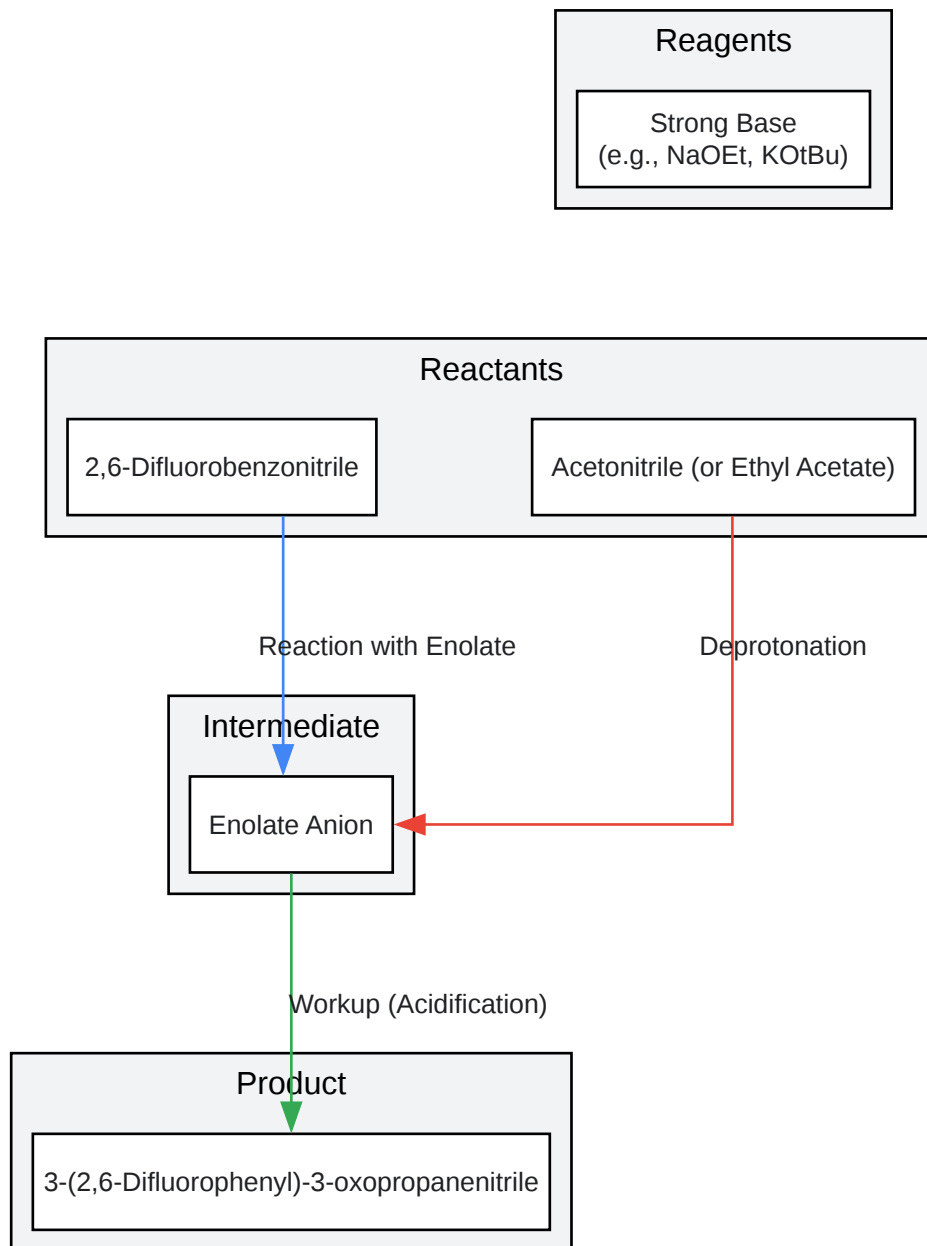 Reagents
Strong Base
(e.g., NaOEt, KOtBu)
Reactants
2,6-Difluorobenzonitrile
Acetonitrile (or Ethyl Acetate)
Reaction with Enolate
Deprotonation
Intermediate
Enolate Anion
Workup (Acidification)
Product
3-(2,6-Difluorophenyl)-3-oxopropanenitrile